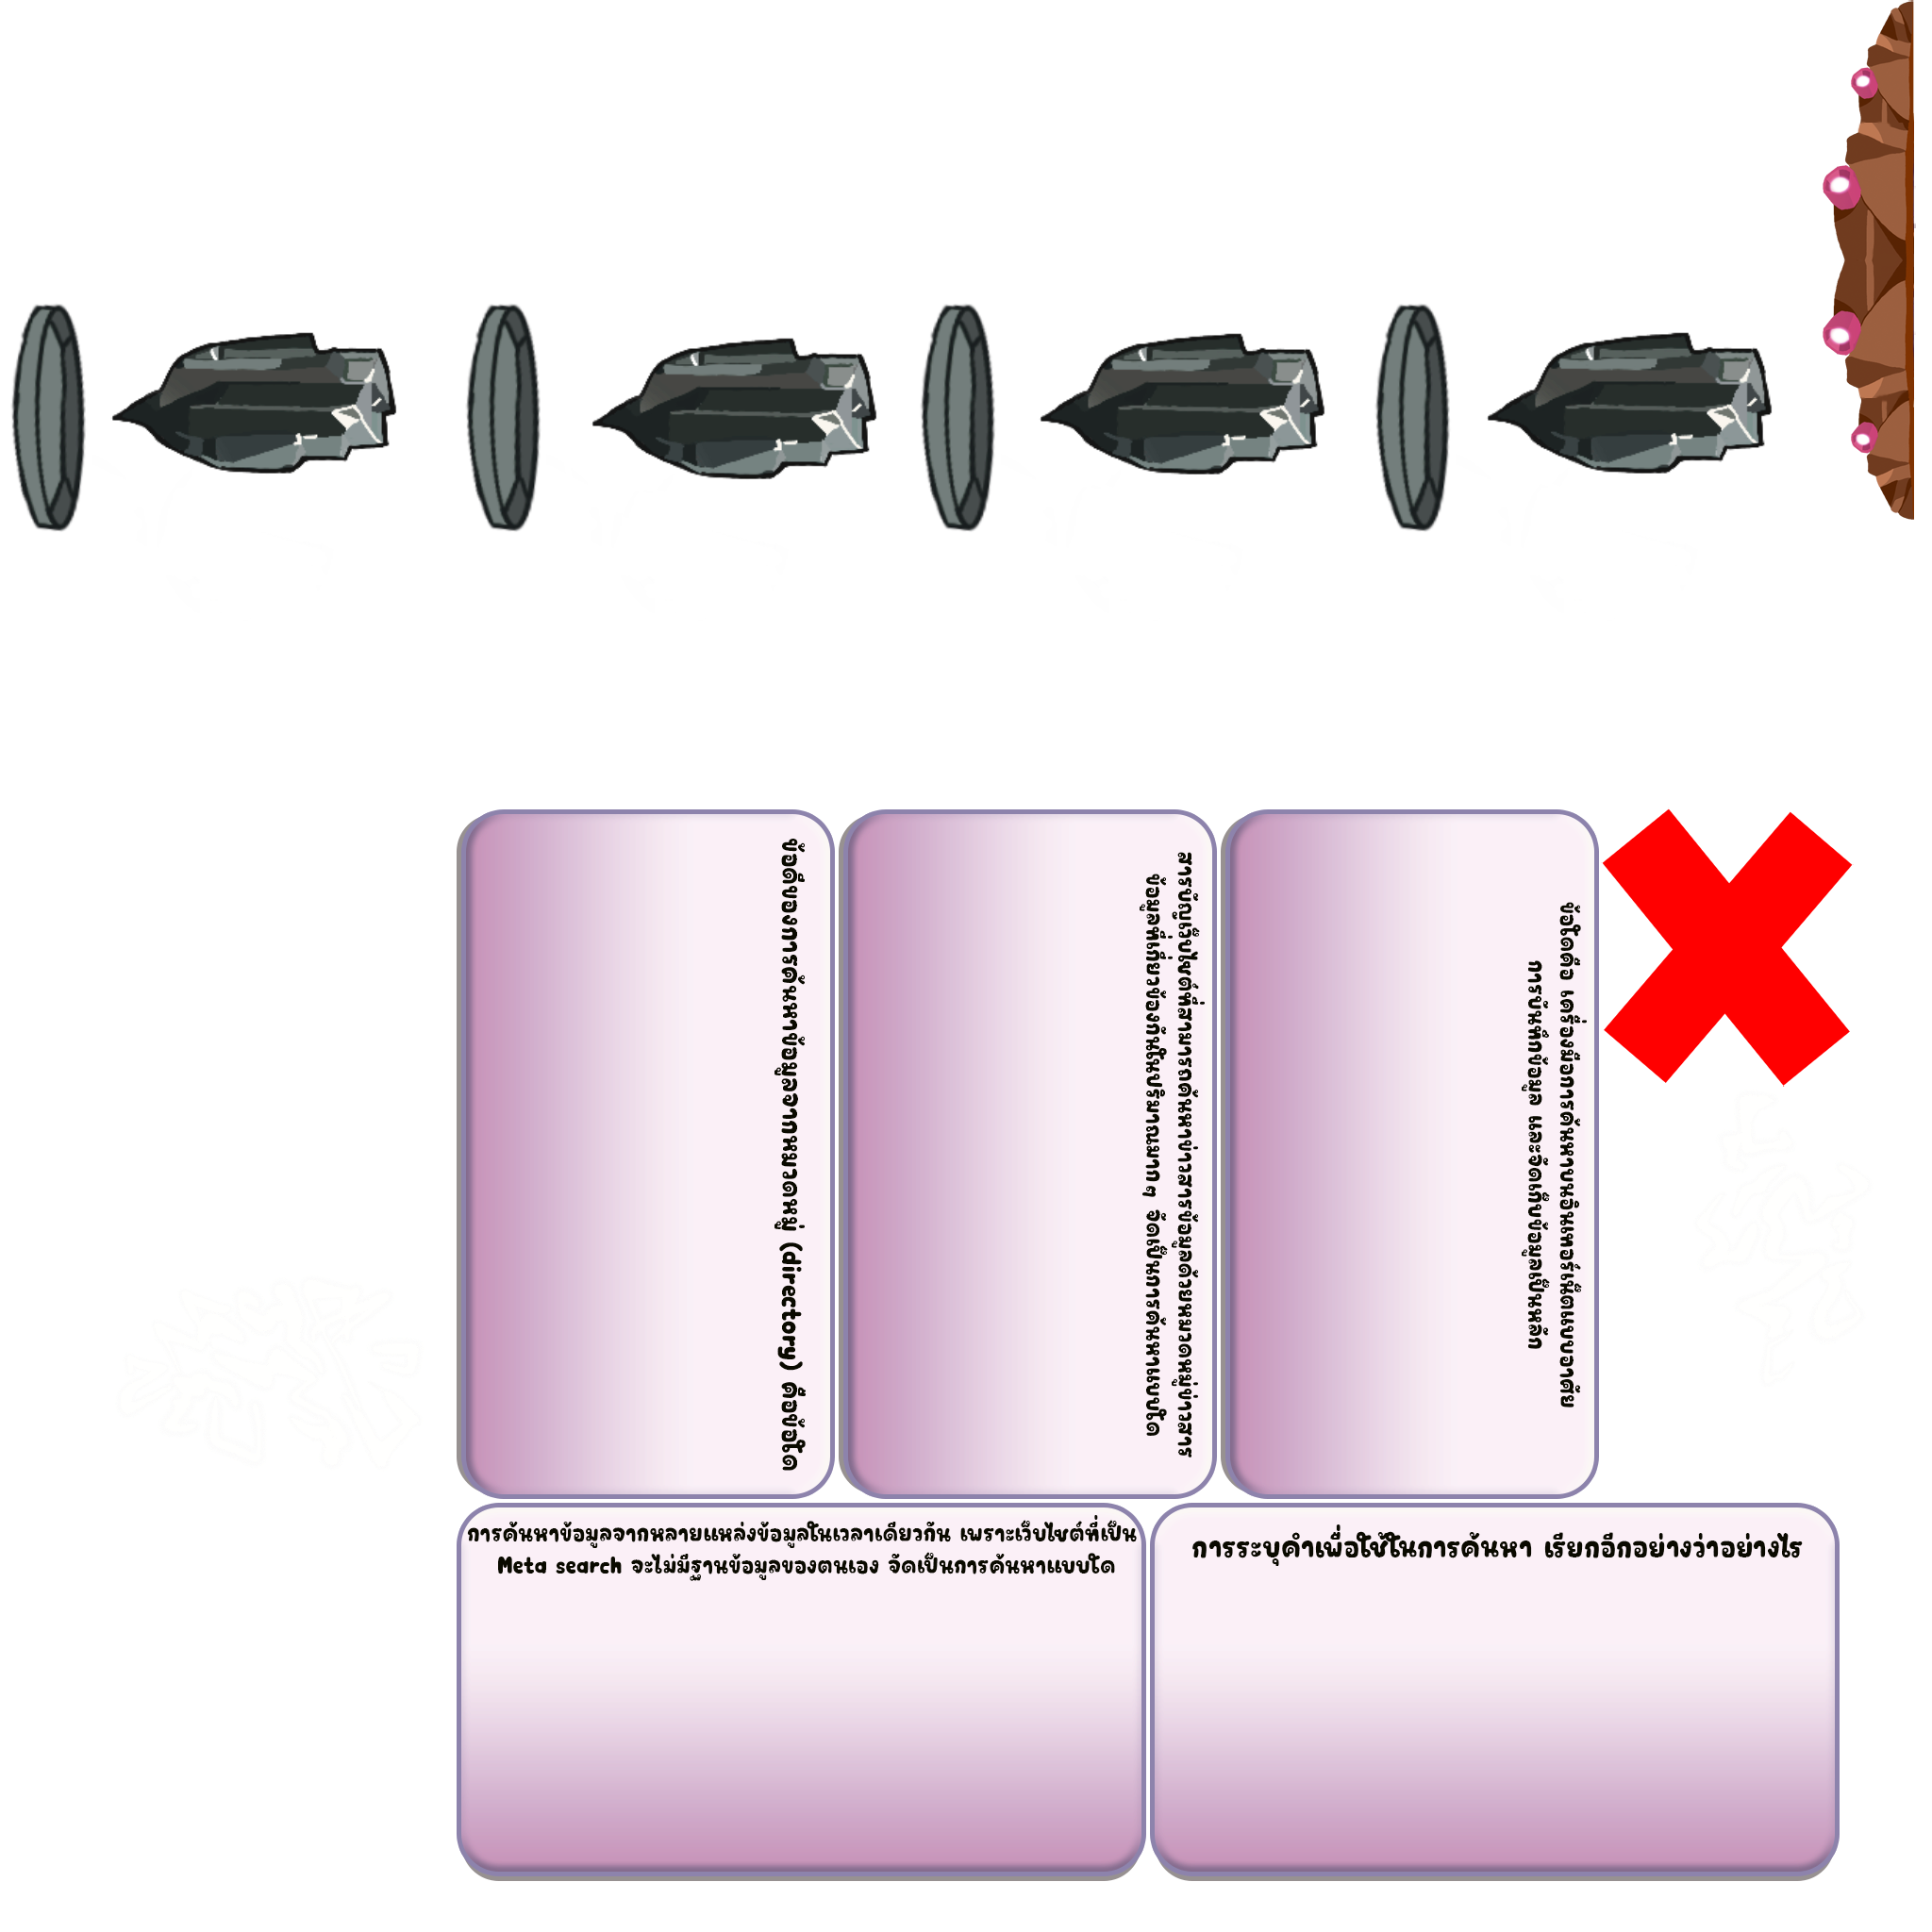 ข้อดีของการค้นหาข้อมูลจากหมวดหมู่ (directory) คือข้อใด
สารบัญเว็บไซต์ที่สามารถค้นหาข่าวสารข้อมูลด้วยหมวดหมู่ข่าวสาร
ข้อมูลที่เกี่ยวข้องกันในปริมาณมาก ๆ จัดเป็นการค้นหาแบบใด
ข้อใดคือ เครื่องมือการค้นหาบนอินเทอร์เน็ตแบบอาศัย
การบันทึกข้อมูล และจัดเก็บข้อมูลเป็นหลัก
การค้นหาข้อมูลจากหลายแหล่งข้อมูลในเวลาเดียวกัน เพราะเว็บไซต์ที่เป็น
Meta search จะไม่มีฐานข้อมูลของตนเอง จัดเป็นการค้นหาแบบใด
การระบุคำเพื่อใช้ในการค้นหา เรียกอีกอย่างว่าอย่างไร